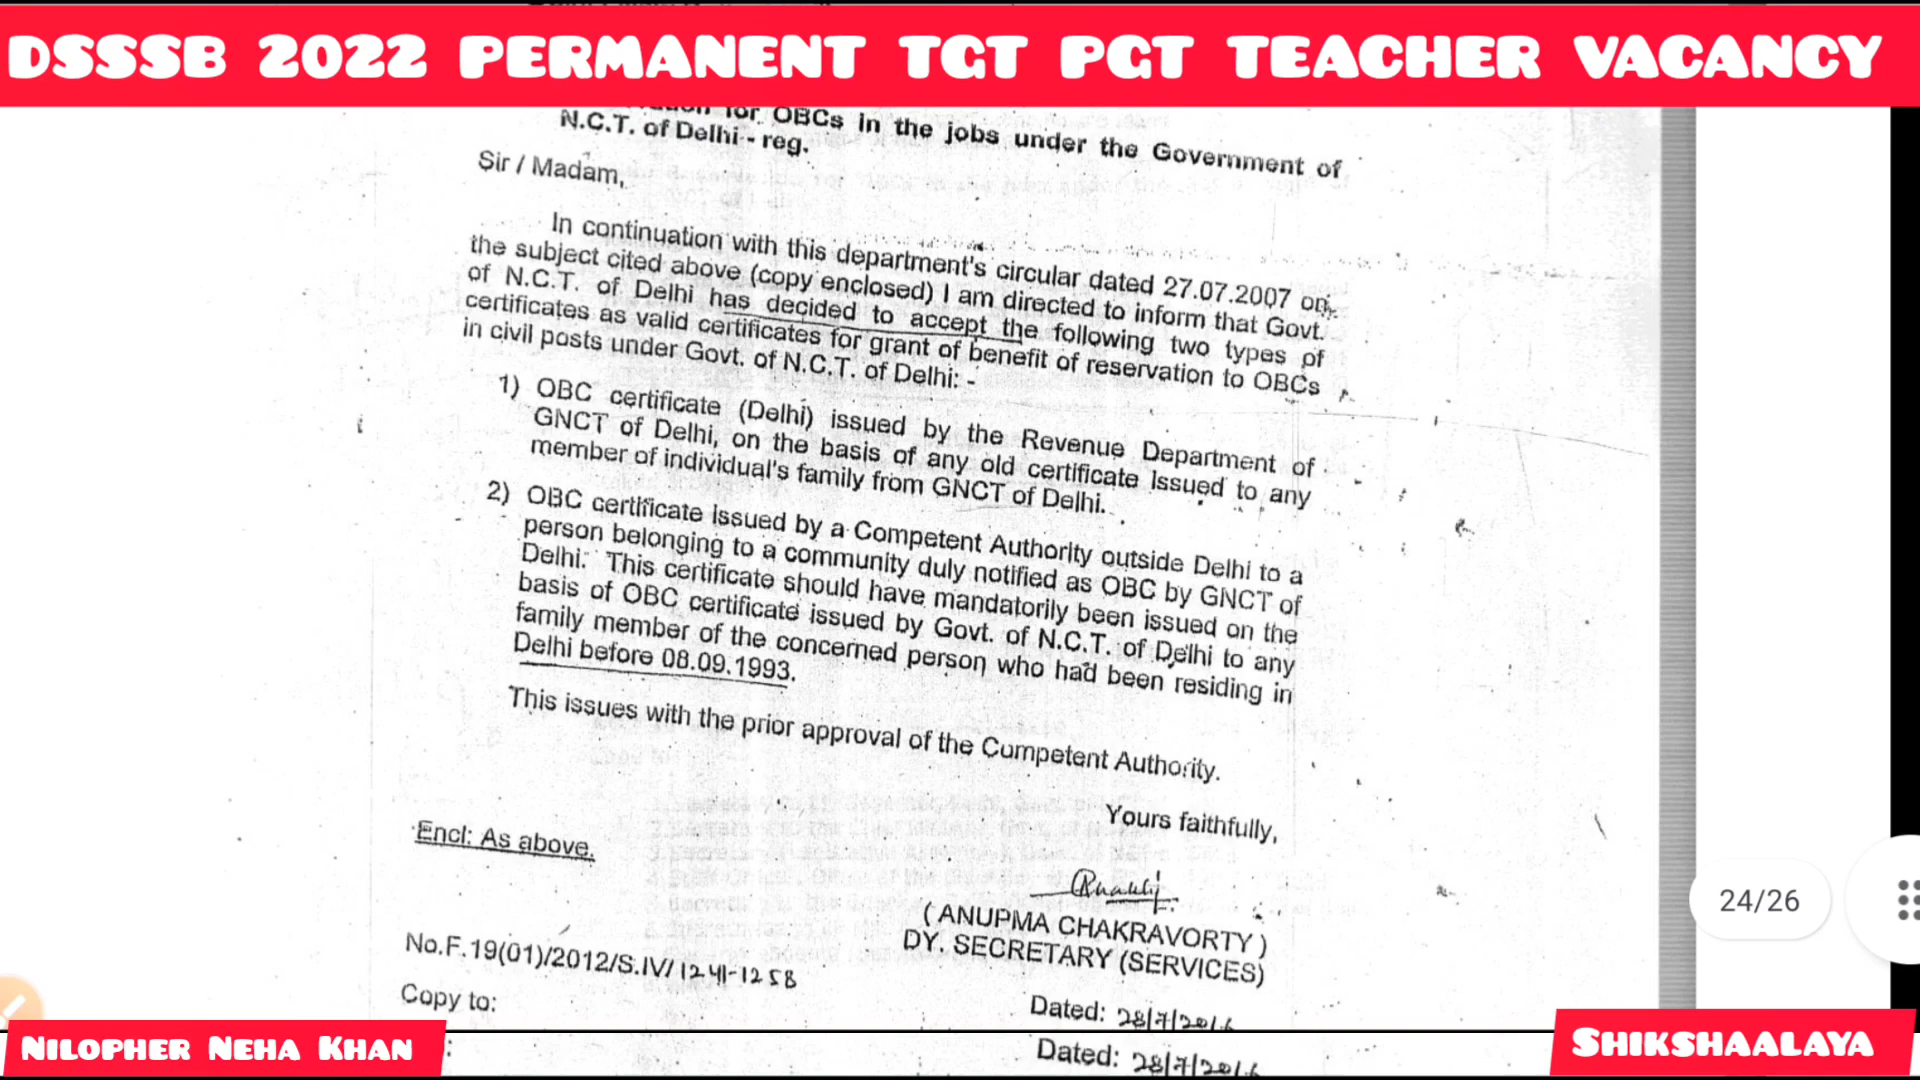 DSSSB 2022 PERMANENT TGT PGT TEACHER VACANCY
for OBCs in the jobs under the Government of
N.C.T. of Delhi - reg.
Sir / Madam,
In continuation with this department's circular dated 27.07.2007 on
the subject cited above (copy enclosed) I am directed to inform that Govt.
of N.C.T. of Delhi has decided to accept the following two types of
certificates as valid certificates for grant of benefit of reservation to OBCs
in civil posts under Govt. of N.C.T. of Delhi: -
1) OBC certificate (Delhi) issued by the Revenue Department of
GNCT of Delhi, on the basis of any old certificate issued to any
member of individual's family from GNCT of Delhi.
2) OBC certificate issued by a Competent Authority outside Delhi to a
person belonging to a community duly notified as OBC by GNCT of
Delhi. This certificate should have mandatorily been issued on the
basis of OBC certificate issued by Govt. of N.C.T. of Delhi to any
family member of the concerned person who had been residing in
Delhi before 08.09.1993.
This issues with the prior approval of the Competent Authority.
Yours faithfully,
Encl: As above.
( ANUPMA CHAKRAVORTY )
DY. SECRETARY (SERVICES)
No.F.19(01)/2012/S.IV/1241-1258
Copy to:
Dated: 28/7/2016
Dated: 28/7/2016
24/26
NILOPHER NEHA KHAN
SHIKSHAALAYA